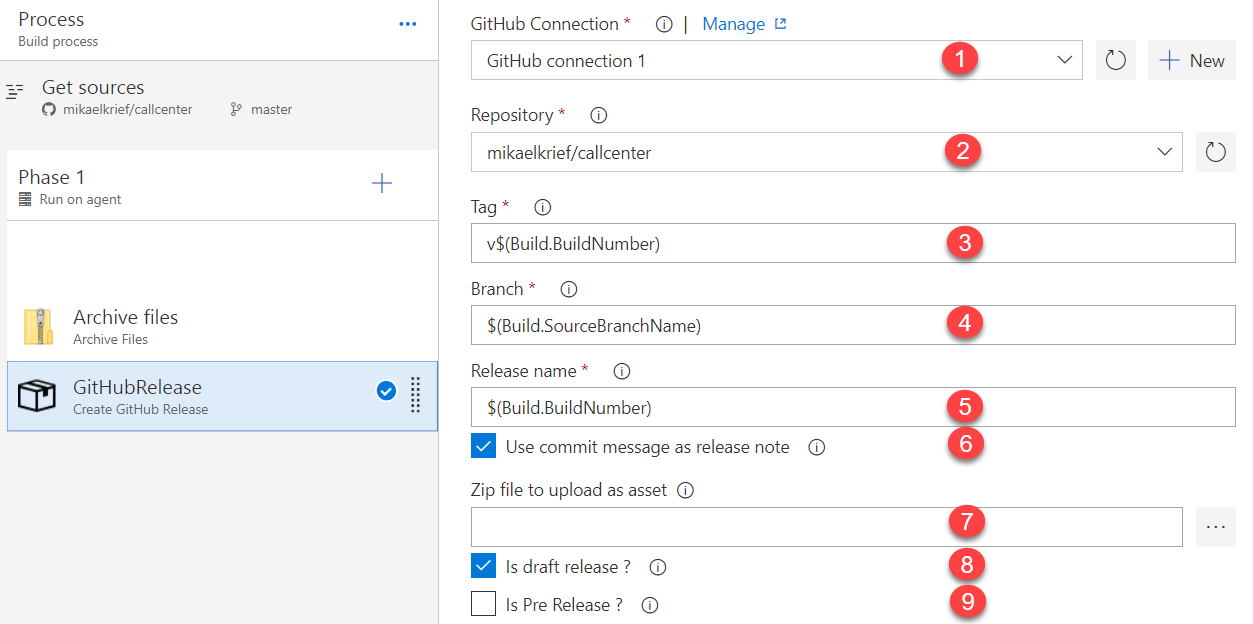 Process
Build process
Get sources
mikaelkrief/callcenter master
Phase 1
Run on agent
Archive files
Archive Files
GitHubRelease
Create GitHub Release
GitHub Connection * | Manage
GitHub connection 1 1 New
Repository *
mikaelkrief/callcenter 2
Tag *
v$(Build.BuildNumber) 3
Branch *
$(Build.SourceBranchName) 4
Release name *
$(Build.BuildNumber) 5
Use commit message as release note 6
Zip file to upload as asset
7 ...
Is draft release ? 8
Is Pre Release ? 9